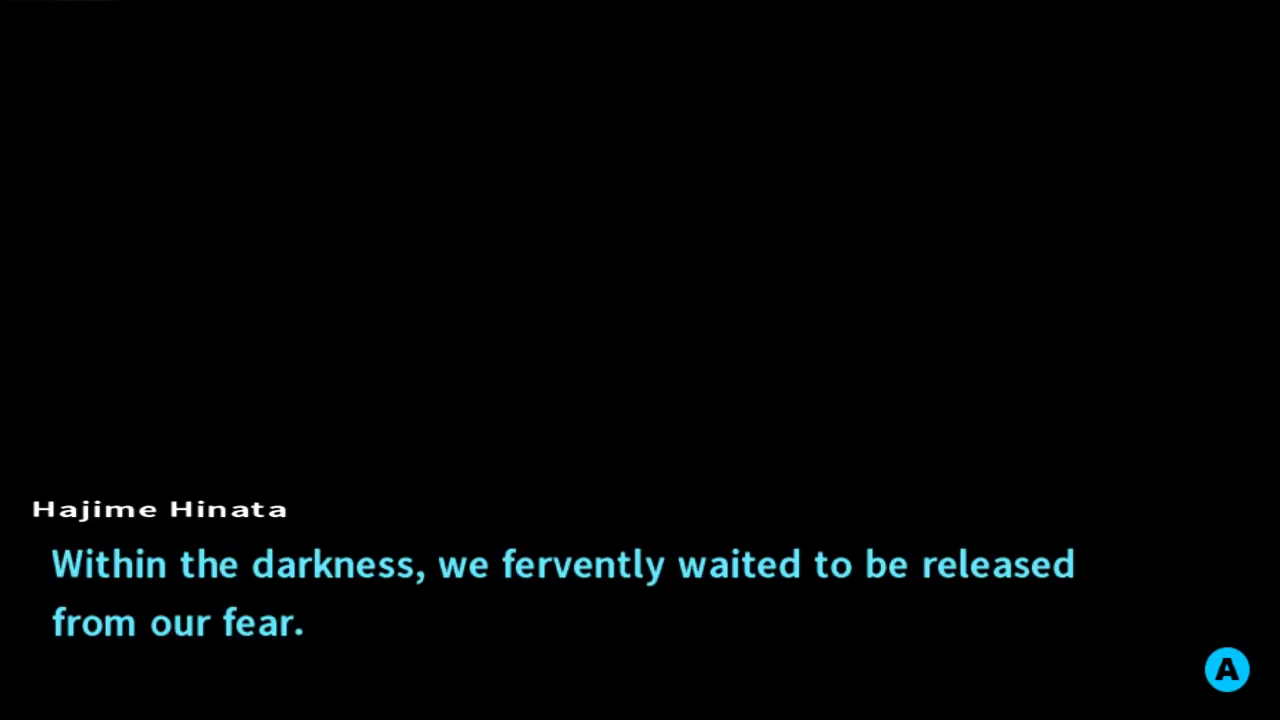 Hajime Hinata
Within the darkness, we fervently waited to be released
from our fear.
A